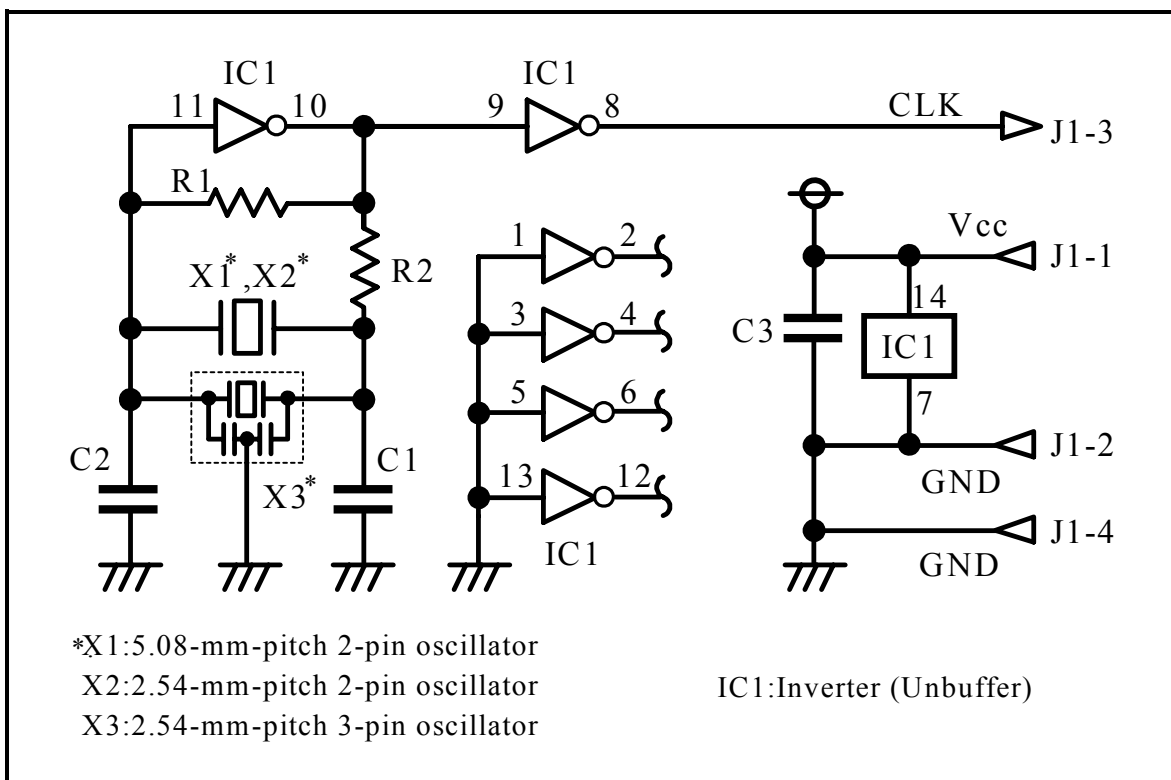 IC1 IC1
11 10 9 8 CLK J1-3
R1
1 2 Vcc J1-1
X1*,X2* R2
3 4 C3 14
IC1
5 6 7
C2 C1 J1-2
X3* 13 12 GND
IC1 J1-4
GND
*X1:5.08-mm-pitch 2-pin oscillator
X2:2.54-mm-pitch 2-pin oscillator IC1:Inverter (Unbuffer)
X3:2.54-mm-pitch 3-pin oscillator